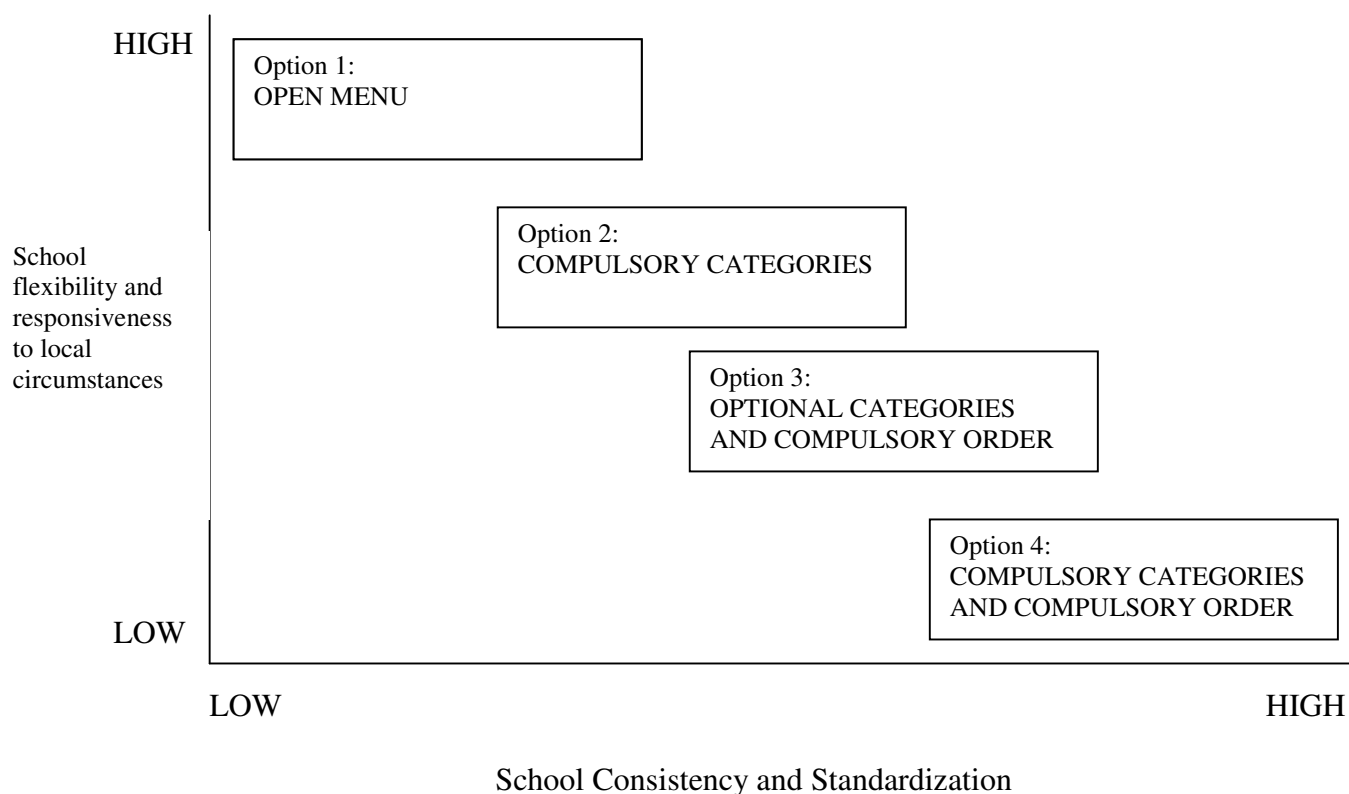 HIGH
Option 1:
OPEN MENU
Option 2:
COMPULSORY CATEGORIES
School
flexibility and
responsiveness
to local
circumstances
Option 3:
OPTIONAL CATEGORIES
AND COMPULSORY ORDER
Option 4:
COMPULSORY CATEGORIES
AND COMPULSORY ORDER
LOW
LOW
HIGH
School Consistency and Standardization